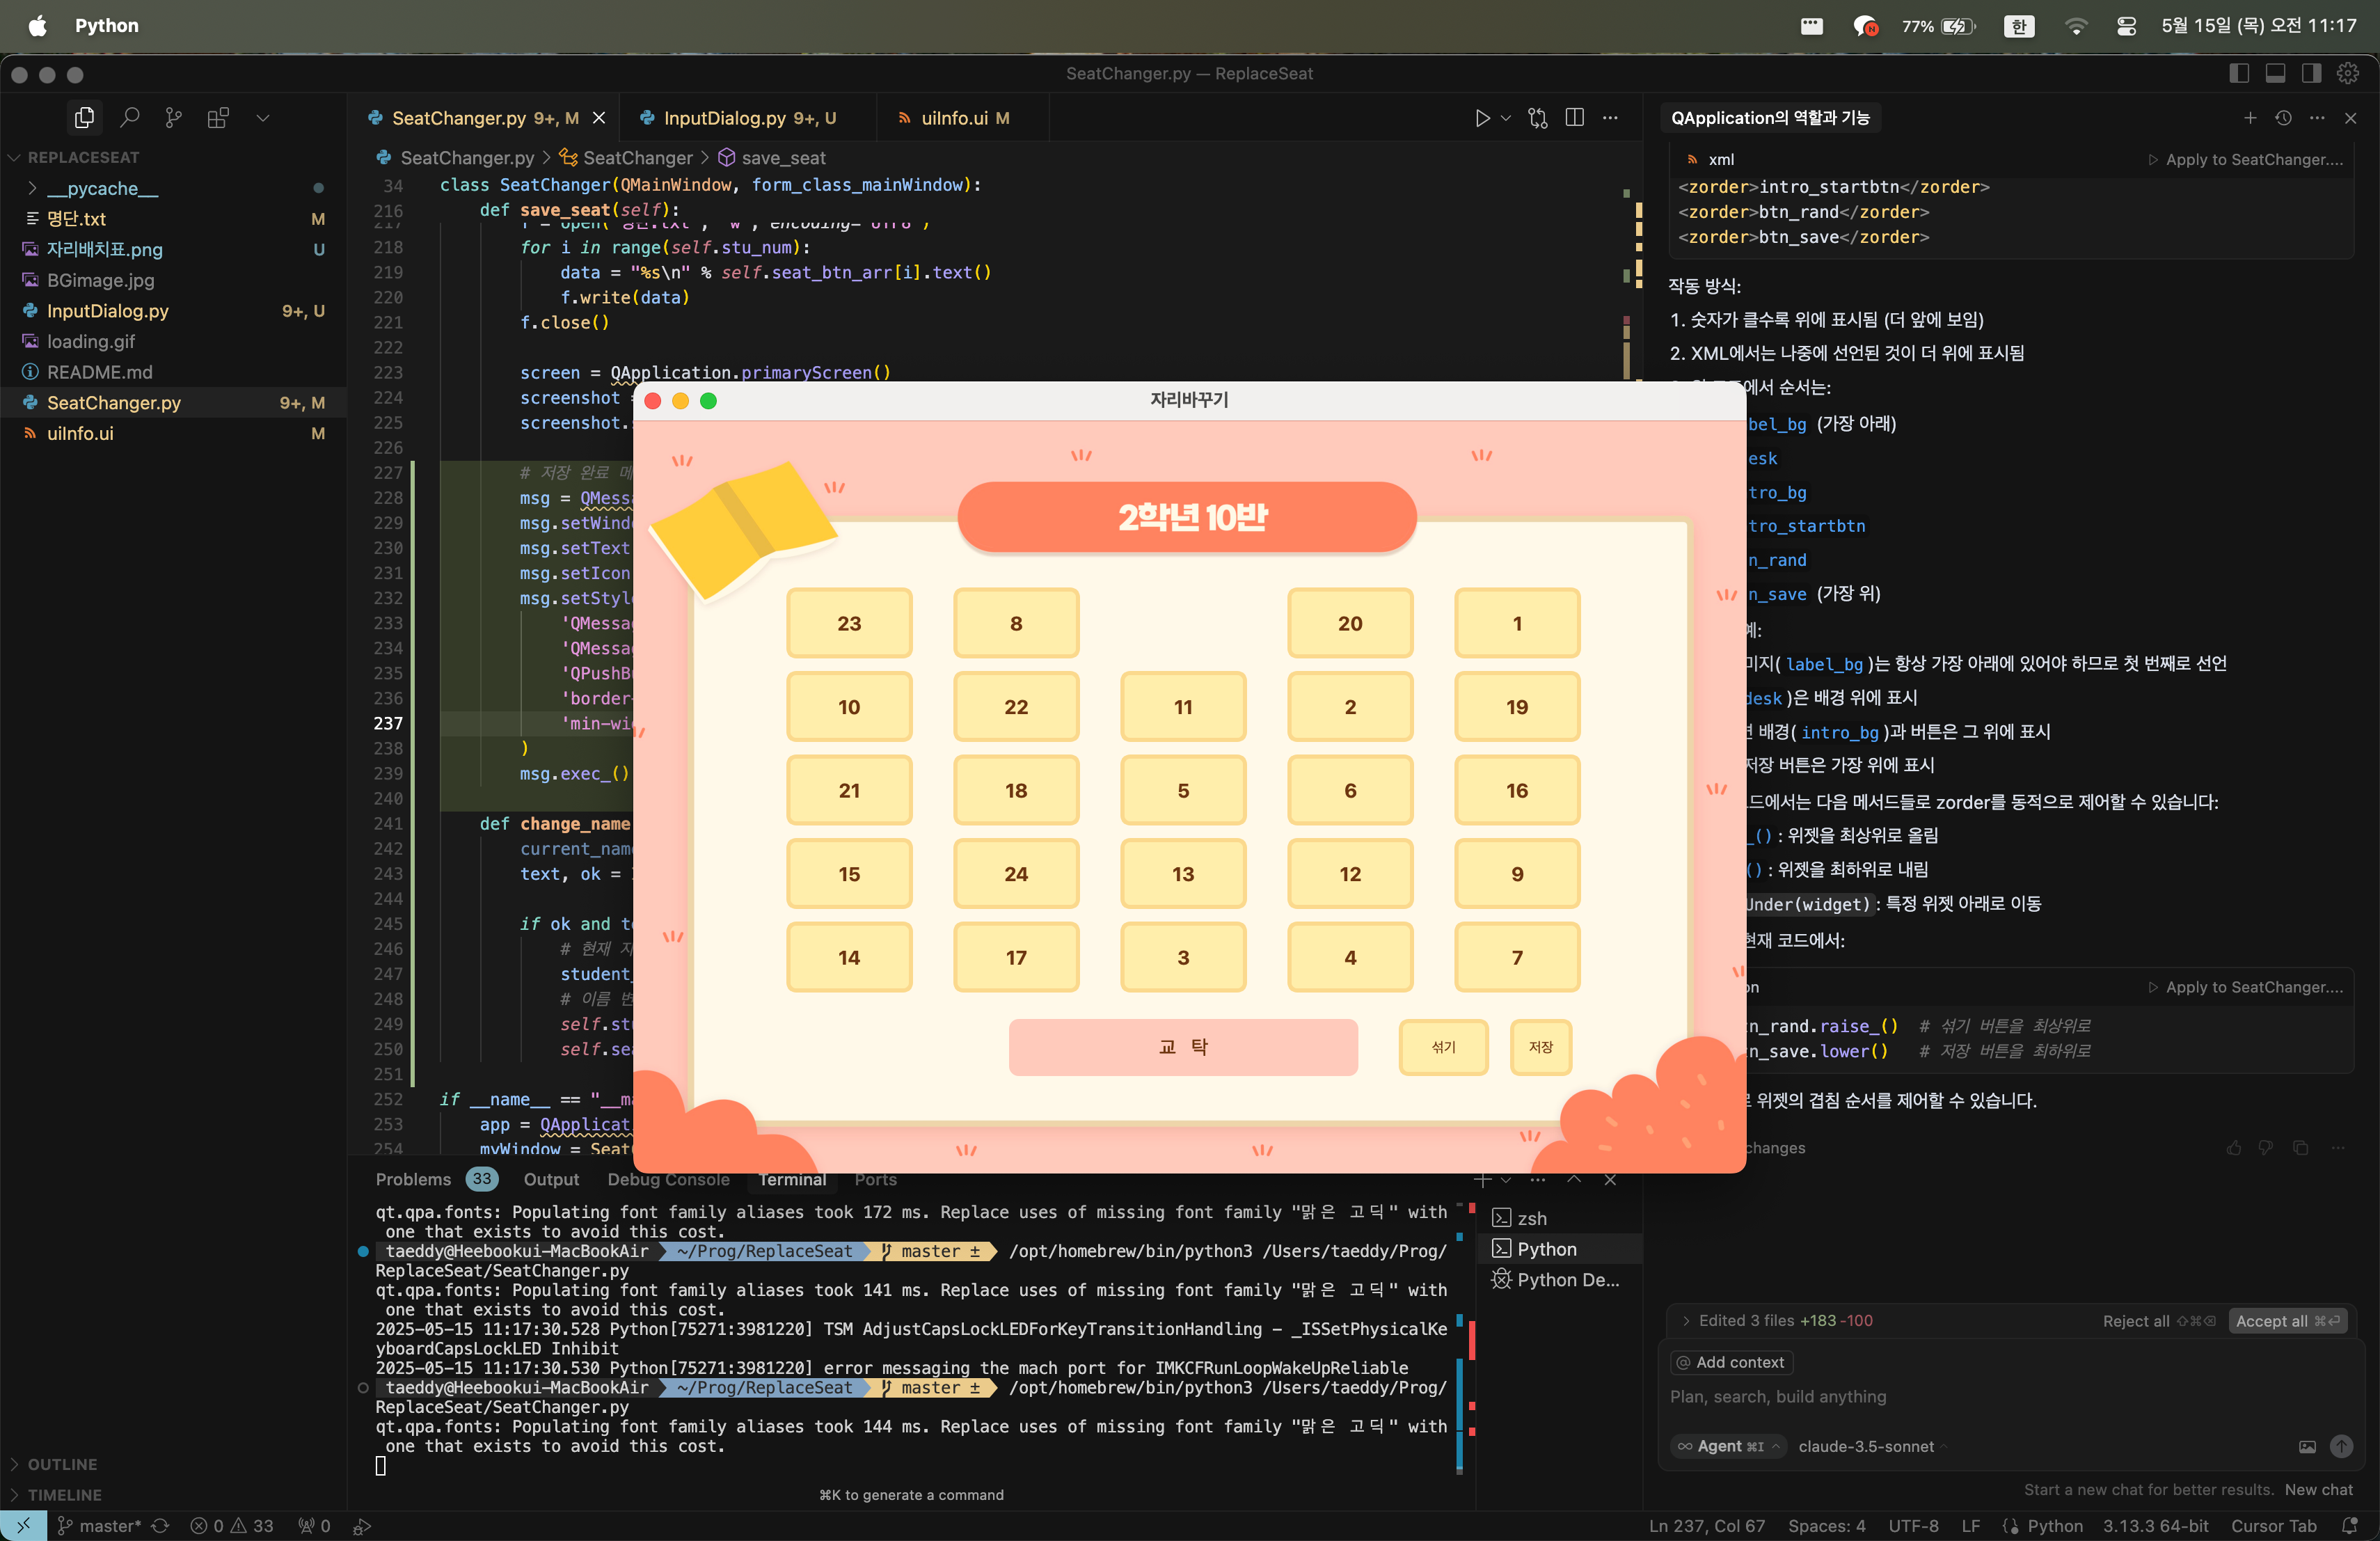 Python
77%
한
5월 15일 (목) 오전 11:17
SeatChanger.py — ReplaceSeat
REPLACESEAT
__pycache__
명단.txt M
자리배치표.png U
BGimage.jpg
InputDialog.py 9+, U
loading.gif
README.md
SeatChanger.py 9+, M
uiInfo.ui M
OUTLINE
TIMELINE
SeatChanger.py 9+, M
InputDialog.py 9+, U
uiInfo.ui M
SeatChanger.py > SeatChanger > save_seat
34 class SeatChanger(QMainWindow, form_class_mainWindow):
216 def save_seat(self):
217 f = open("명단.txt", "w", encoding="UTF8")
218 for i in range(self.stu_num):
219 data = "%s\n" % self.seat_btn_arr[i].text()
220 f.write(data)
221 f.close()
222
223 screen = QApplication.primaryScreen()
224 screenshot
225 screenshot.
226
227 # 저장 완료
228 msg = QMess
229 msg.setWind
230 msg.setText
231 msg.setIcon
232 msg.setStyl
233 'QMessa
234 'QMessa
235 'QPushB
236 'border-
237 'min-wi
238 )
239 msg.exec_()
240
241 def change_name
242 current_nam
243 text, ok =
244
245 if ok and t
246 # 현재
247 student_
248 # 이름
249 self.st
250 self.sea
251
252 if __name__ == "__ma
253 app = QApplicat
254 myWindow = Seat
자리바꾸기
2학년 10반
23 8 20 1
10 22 11 2 19
21 18 5 6 16
15 24 13 12 9
14 17 3 4 7
교 탁 섞기 저장
Problems 33 Output Debug Console Terminal Ports
qt.qpa.fonts: Populating font family aliases took 172 ms. Replace uses of missing font family "맑은 고딕" with
one that exists to avoid this cost.
taeddy@Heebookui-MacBookAir ~/Prog/ReplaceSeat master ± /opt/homebrew/bin/python3 /Users/taeddy/Prog/
ReplaceSeat/SeatChanger.py
qt.qpa.fonts: Populating font family aliases took 141 ms. Replace uses of missing font family "맑은 고딕" with
one that exists to avoid this cost.
2025-05-15 11:17:30.528 Python[75271:3981220] TSM AdjustCapsLockLEDForKeyTransitionHandling - _ISSetPhysicalKe
yboardCapsLockLED Inhibit
2025-05-15 11:17:30.530 Python[75271:3981220] error messaging the mach port for IMKCFRunLoopWakeUpReliable
taeddy@Heebookui-MacBookAir ~/Prog/ReplaceSeat master ± /opt/homebrew/bin/python3 /Users/taeddy/Prog/
ReplaceSeat/SeatChanger.py
qt.qpa.fonts: Populating font family aliases took 144 ms. Replace uses of missing font family "맑은 고딕" with
one that exists to avoid this cost.
⌘K to generate a command
zsh
Python
Python De...
QApplication의 역할과 기능
xml Apply to SeatChanger....
<zorder>intro_startbtn</zorder>
<zorder>btn_rand</zorder>
<zorder>btn_save</zorder>
作동 방식:
1. 숫자가 클수록 위에 표시됨 (더 앞에 보임)
2. XML에서는 나중에 선언된 것이 더 위에 표시됨
에서 순서는:
bel_bg (가장 아래)
esk
tro_bg
tro_startbtn
n_rand
n_save (가장 위)
예:
미지( label_bg )는 항상 가장 아래에 있어야 하므로 첫 번째로 선언
desk )은 배경 위에 표시
배경( intro_bg )과 버튼은 그 위에 표시
저장 버튼은 가장 위에 표시
드에서는 다음 메서드들로 zorder를 동적으로 제어할 수 있습니다:
_() : 위젯을 최상위로 올림
() : 위젯을 최하위로 내림
Under(widget) : 특정 위젯 아래로 이동
현재 코드에서:
on Apply to SeatChanger....
tn_rand.raise_() # 섞기 버튼을 최상위로
n_save.lower() # 저장 버튼을 최하위로
위젯의 겹침 순서를 제어할 수 있습니다.
changes
Edited 3 files +183 -100 Reject all ⇧⌘⌫ Accept all ⌘⏎
@ Add context
Plan, search, build anything
∞ Agent ⌘I claude-3.5-sonnet
Start a new chat for better results. New chat
master* 0 33 0
Ln 237, Col 67 Spaces: 4 UTF-8 LF Python 3.13.3 64-bit Cursor Tab